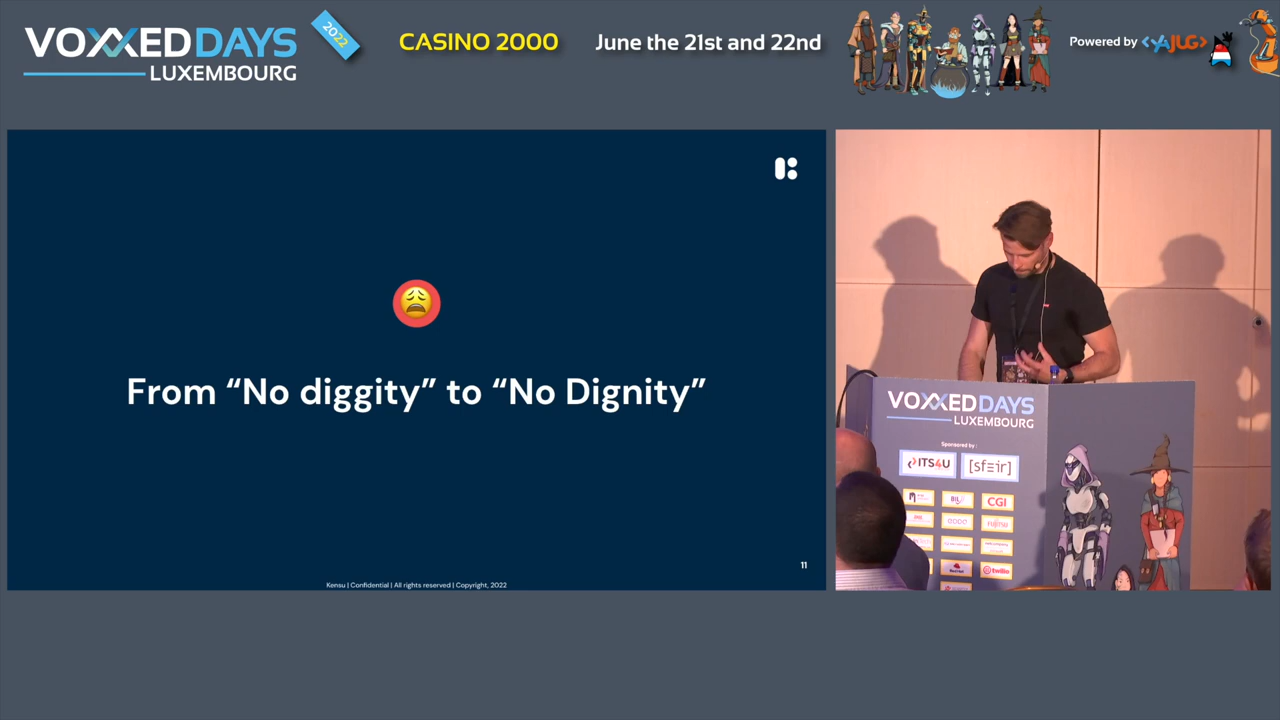 VOXXED DAYS
LUXEMBOURG
2022
CASINO 2000
June the 21st and 22nd
Powered by <YAJUG>
From “No diggity” to “No Dignity”
11
Kensu | Confidential | All rights reserved | Copyright, 2022
VOXXED DAYS
LUXEMBOURG
Sponsored by :
ITS4U
[sfeir]
BIL
CGI
twilio